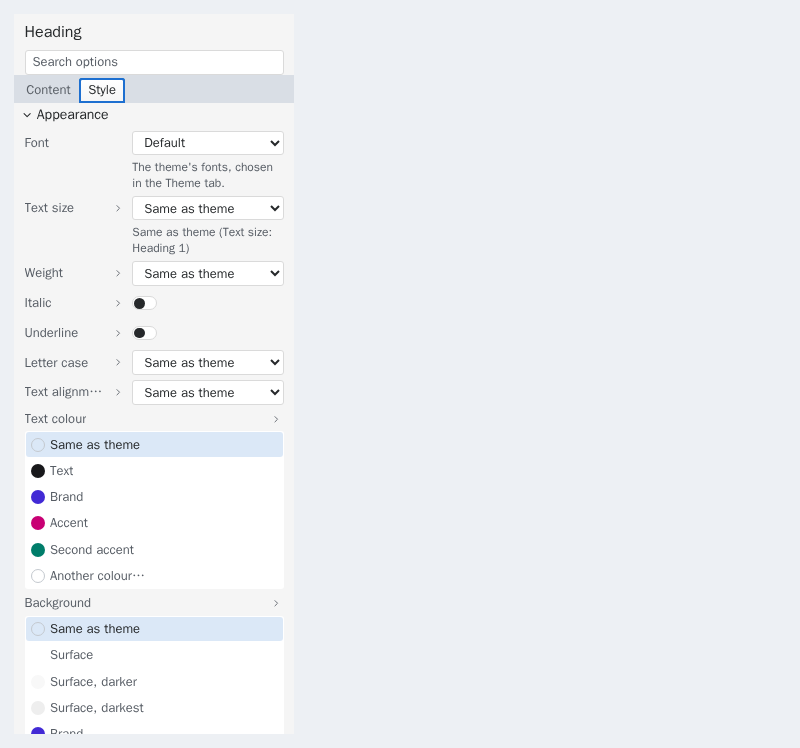 Heading
Search options
Content Style
Appearance
Font Default
The theme's fonts, chosen
in the Theme tab.
Text size Same as theme
Same as theme (Text size:
Heading 1)
Weight Same as theme
Italic
Underline
Letter case Same as theme
Text alignm··· Same as theme
Text colour
Same as theme
Text
Brand
Accent
Second accent
Another colour···
Background
Same as theme
Surface
Surface, darker
Surface, darkest
Brand